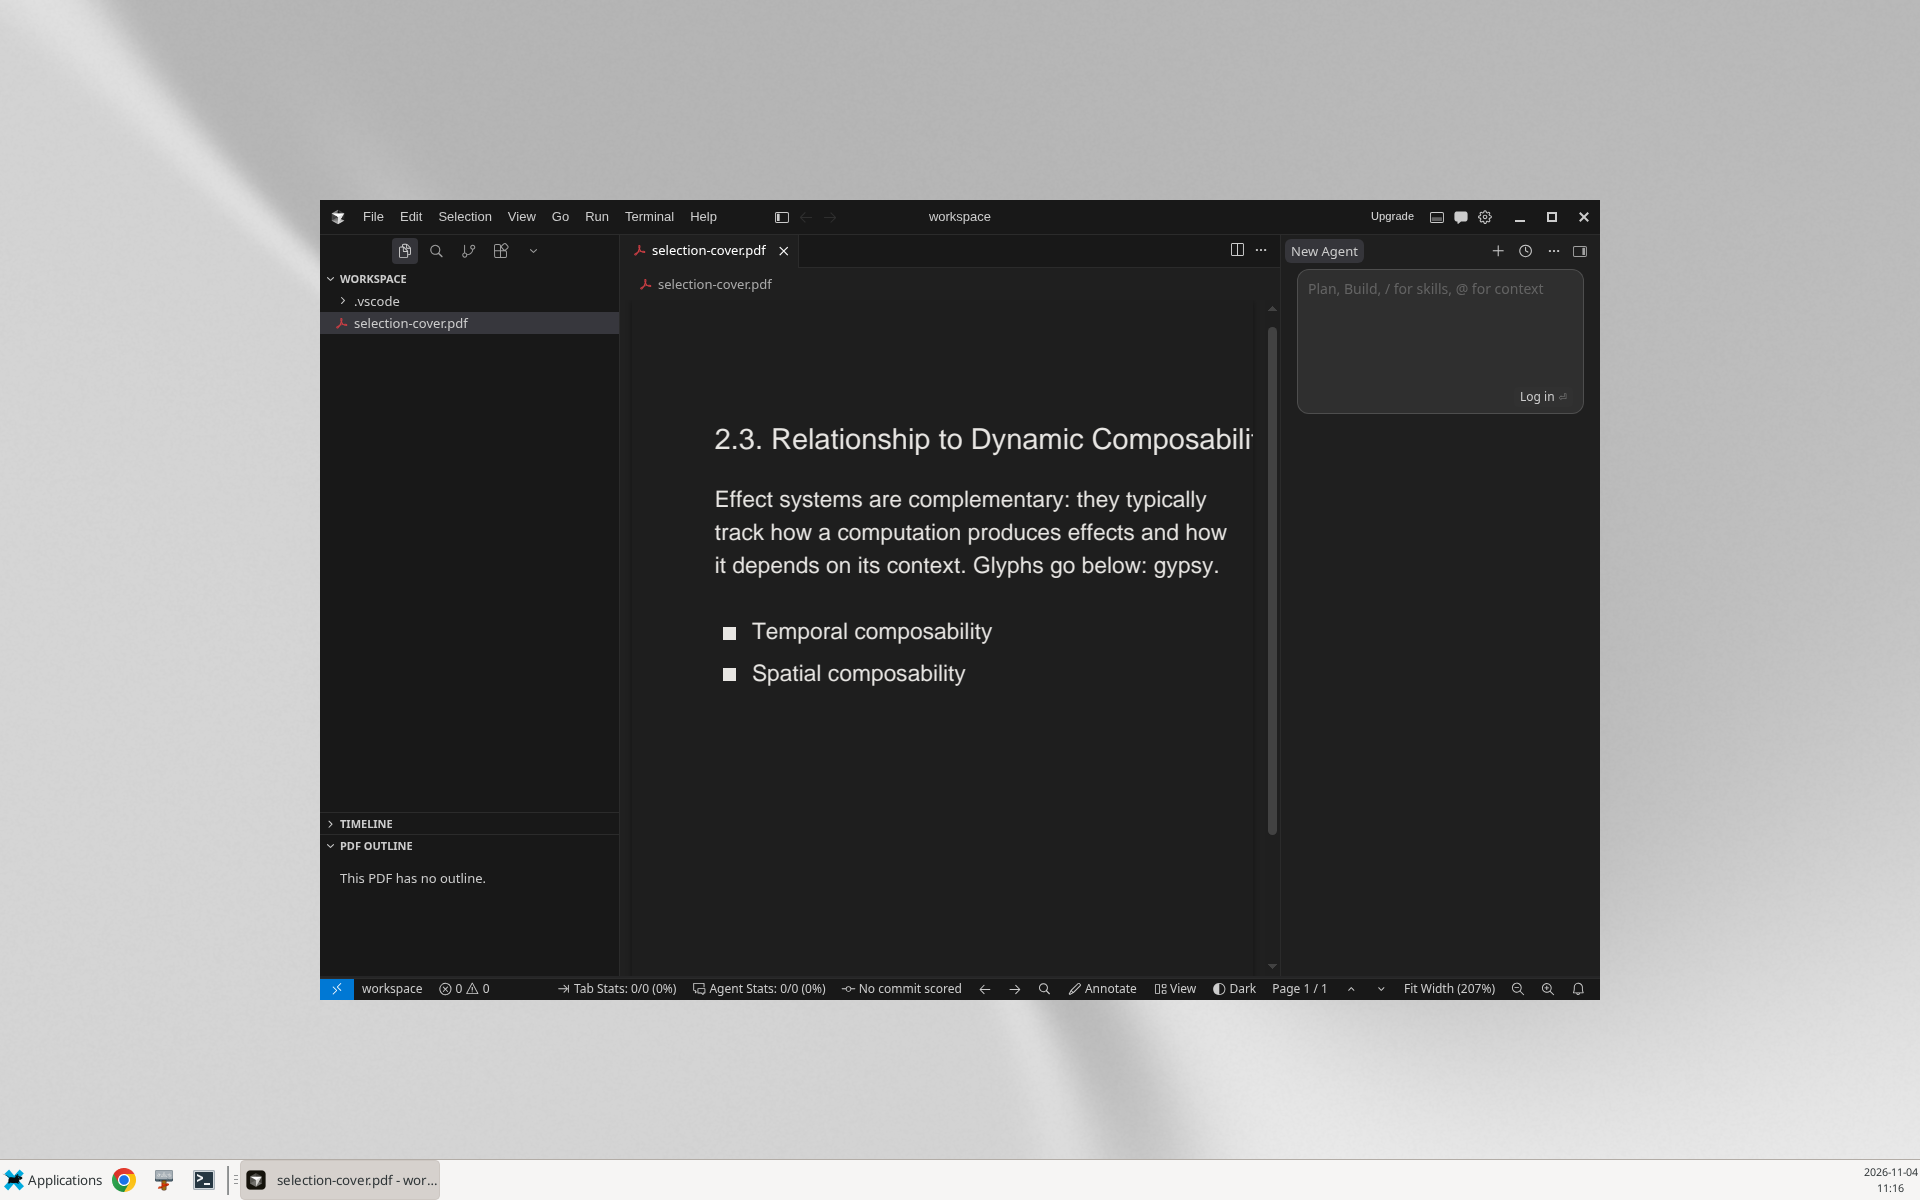 File Edit Selection View Go Run Terminal Help
workspace
Upgrade
selection-cover.pdf
New Agent
WORKSPACE
.vscode
selection-cover.pdf
selection-cover.pdf
Plan, Build, / for skills, @ for context
Log in
2.3. Relationship to Dynamic Composabili
Effect systems are complementary: they typically
track how a computation produces effects and how
it depends on its context. Glyphs go below: gypsy.
Temporal composability
Spatial composability
TIMELINE
PDF OUTLINE
This PDF has no outline.
workspace 0 0 Tab Stats: 0/0 (0%) Agent Stats: 0/0 (0%) No commit scored Annotate View Dark Page 1 / 1 Fit Width (207%)
Applications
selection-cover.pdf - wor...
2026-11-04
11:16